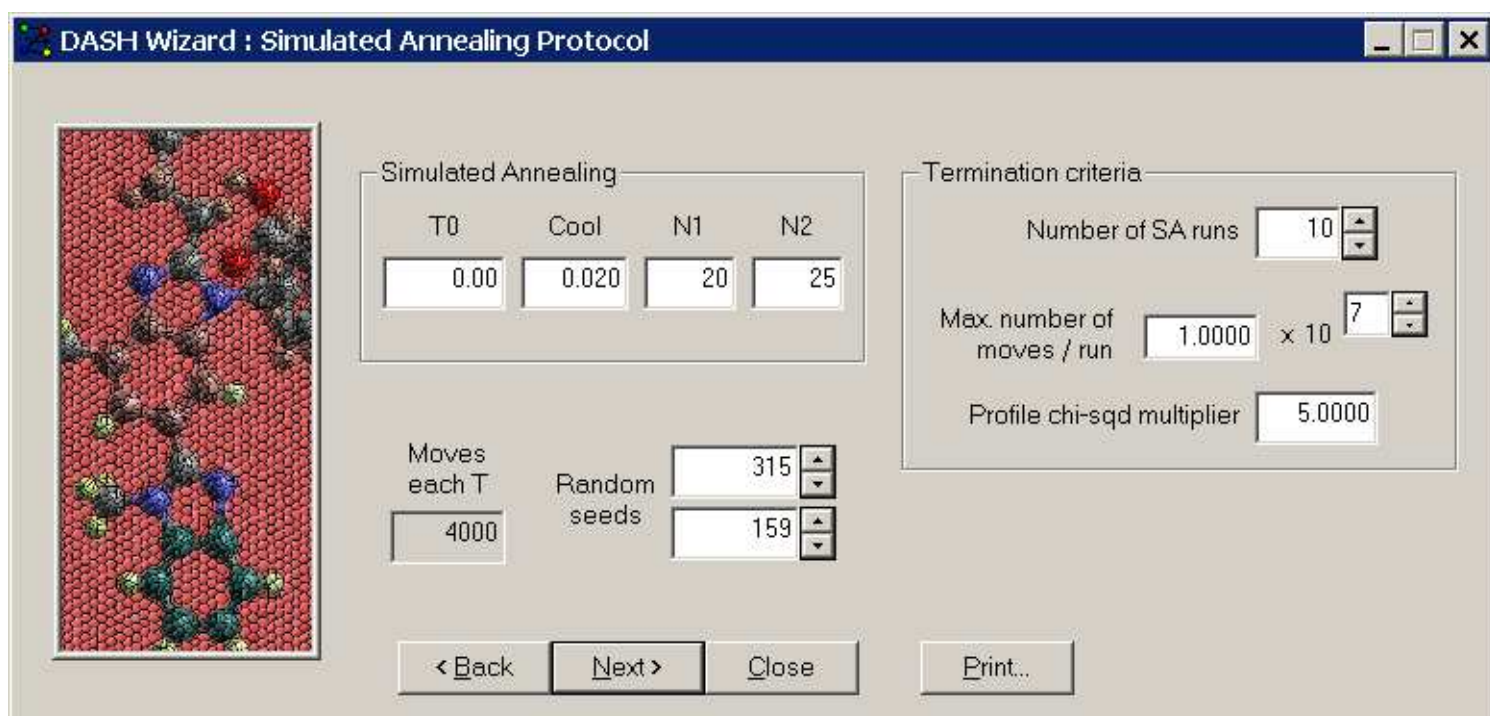 DASH Wizard : Simulated Annealing Protocol
Simulated Annealing
T0 Cool N1 N2
0.00 0.020 20 25
Moves
each T
4000
Random
seeds
315
159
Termination criteria
Number of SA runs 10
Max. number of
moves / run 1.0000 x 10 7
Profile chi-sqd multiplier 5.0000
< Back Next > Close Print...